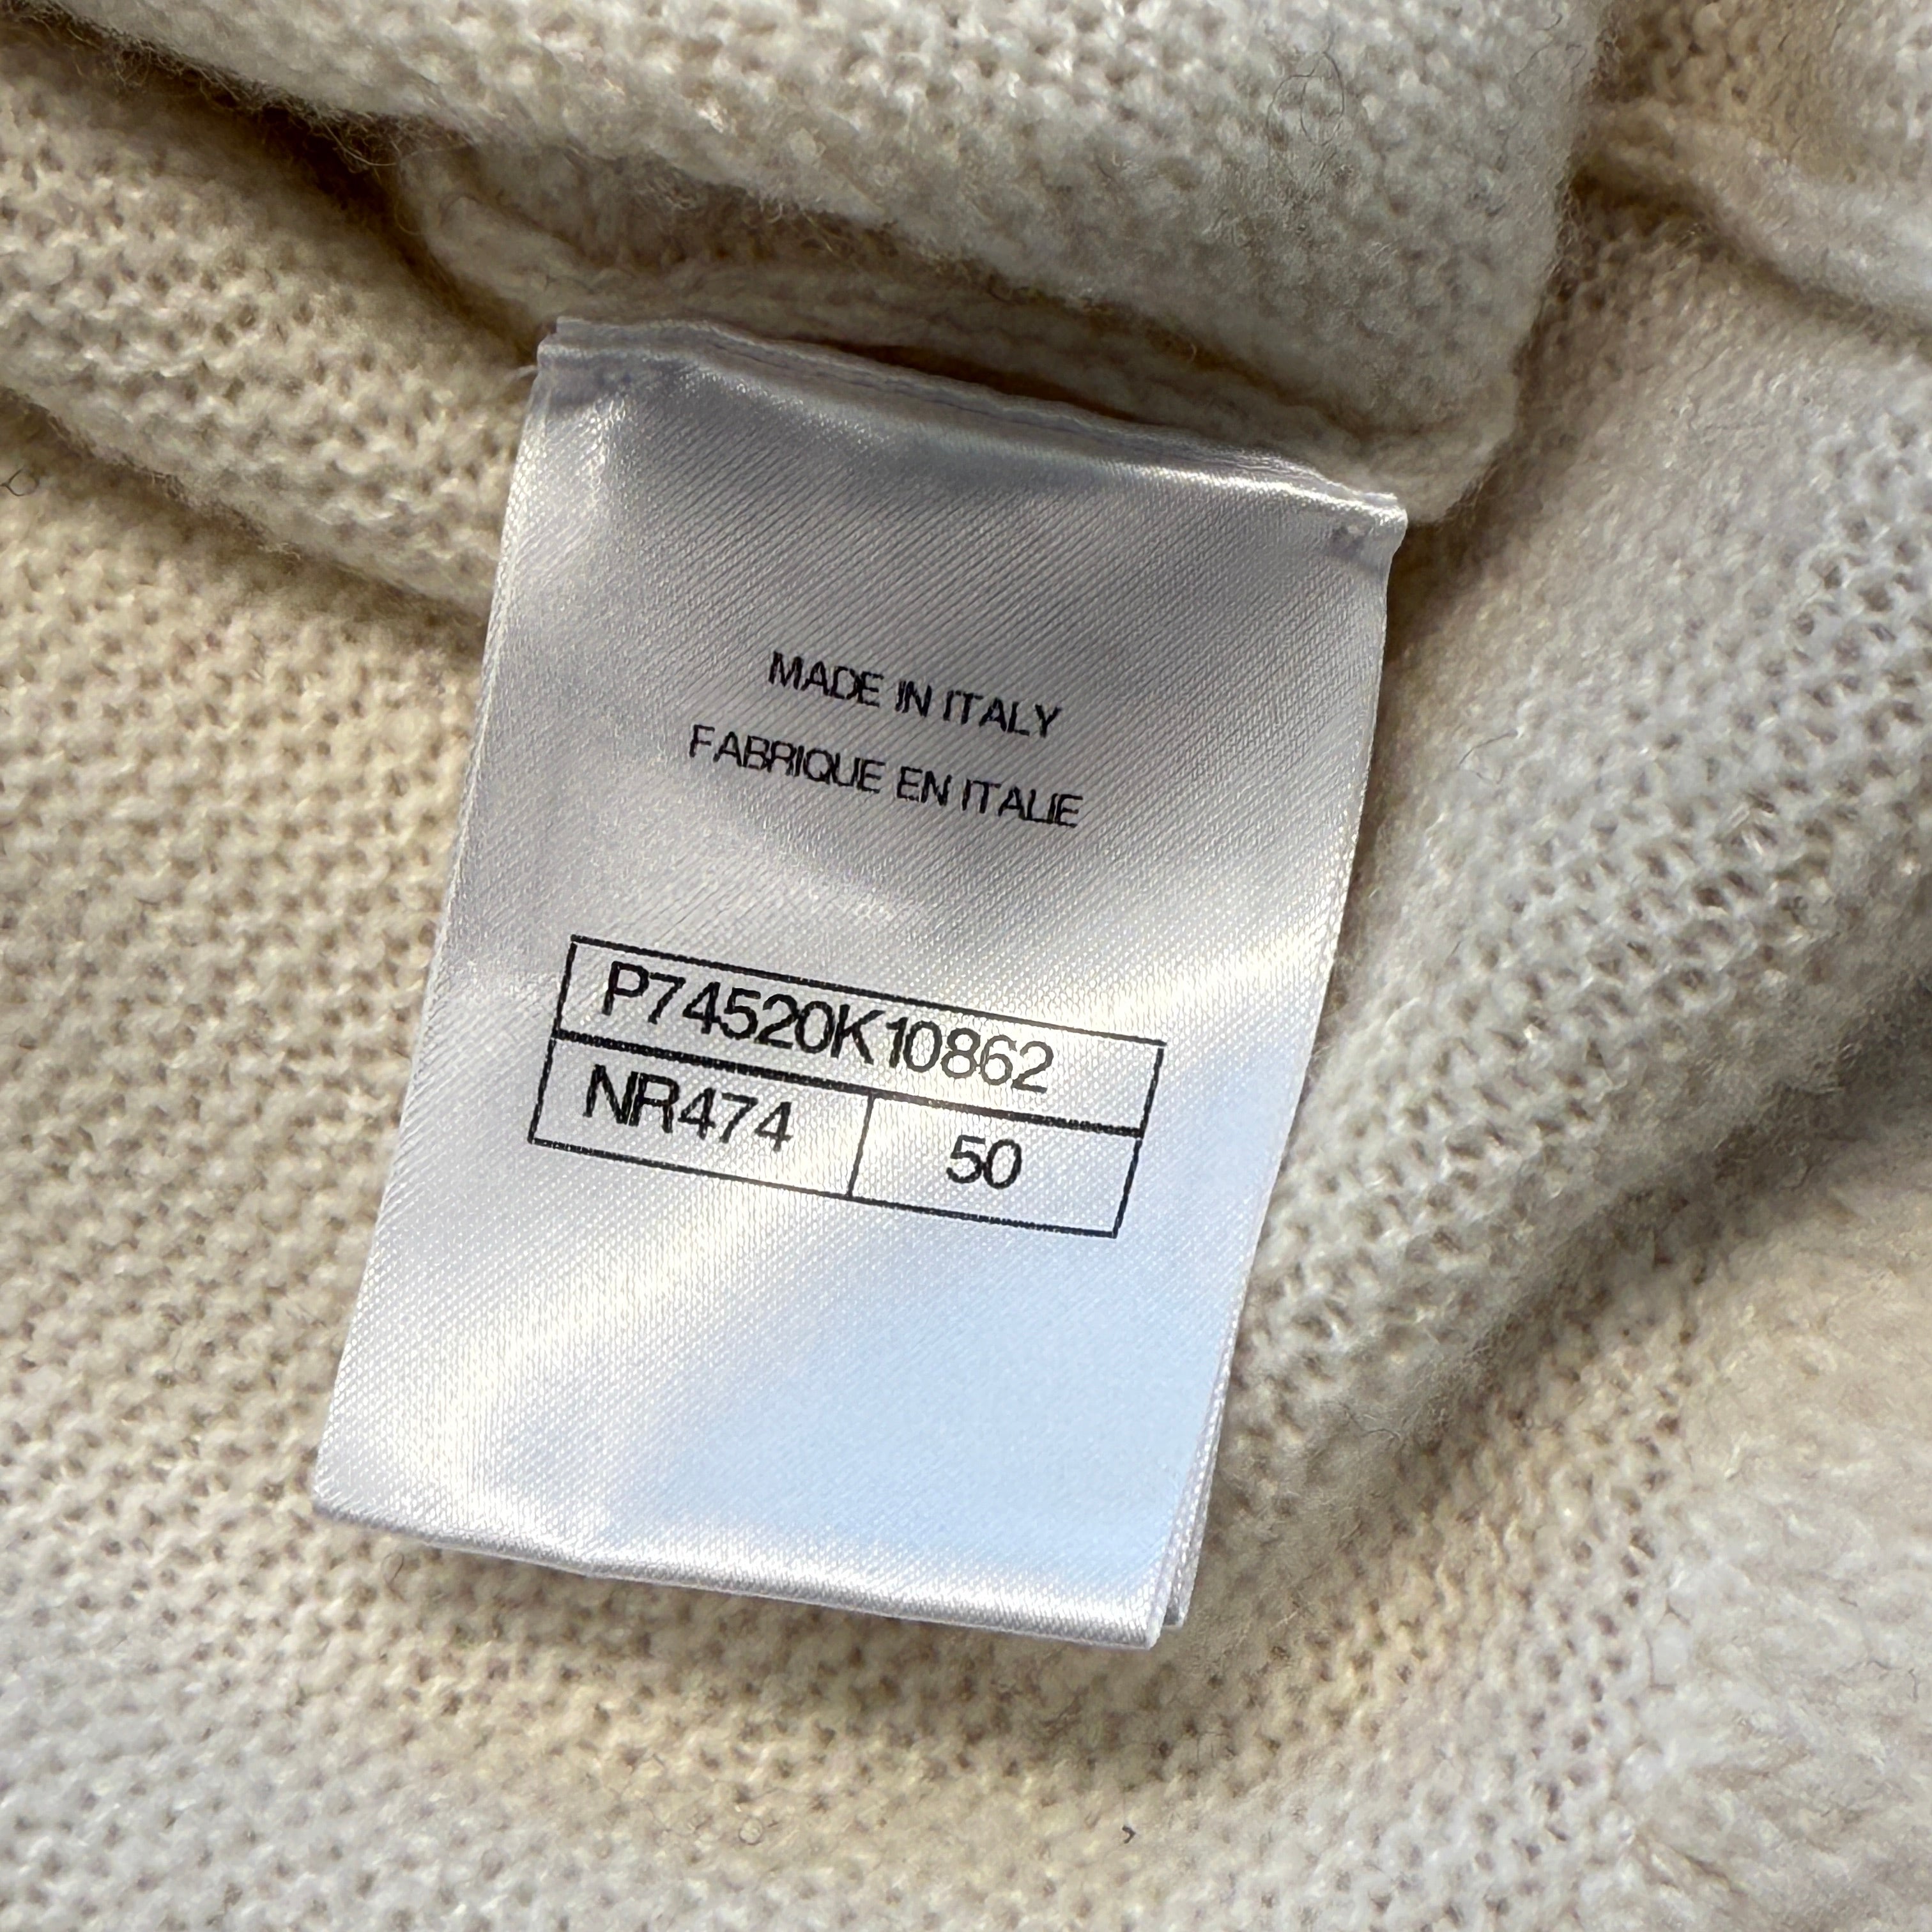 MADE IN ITALY
FABRIQUE EN ITALIE
P74520K10862
NR474 50